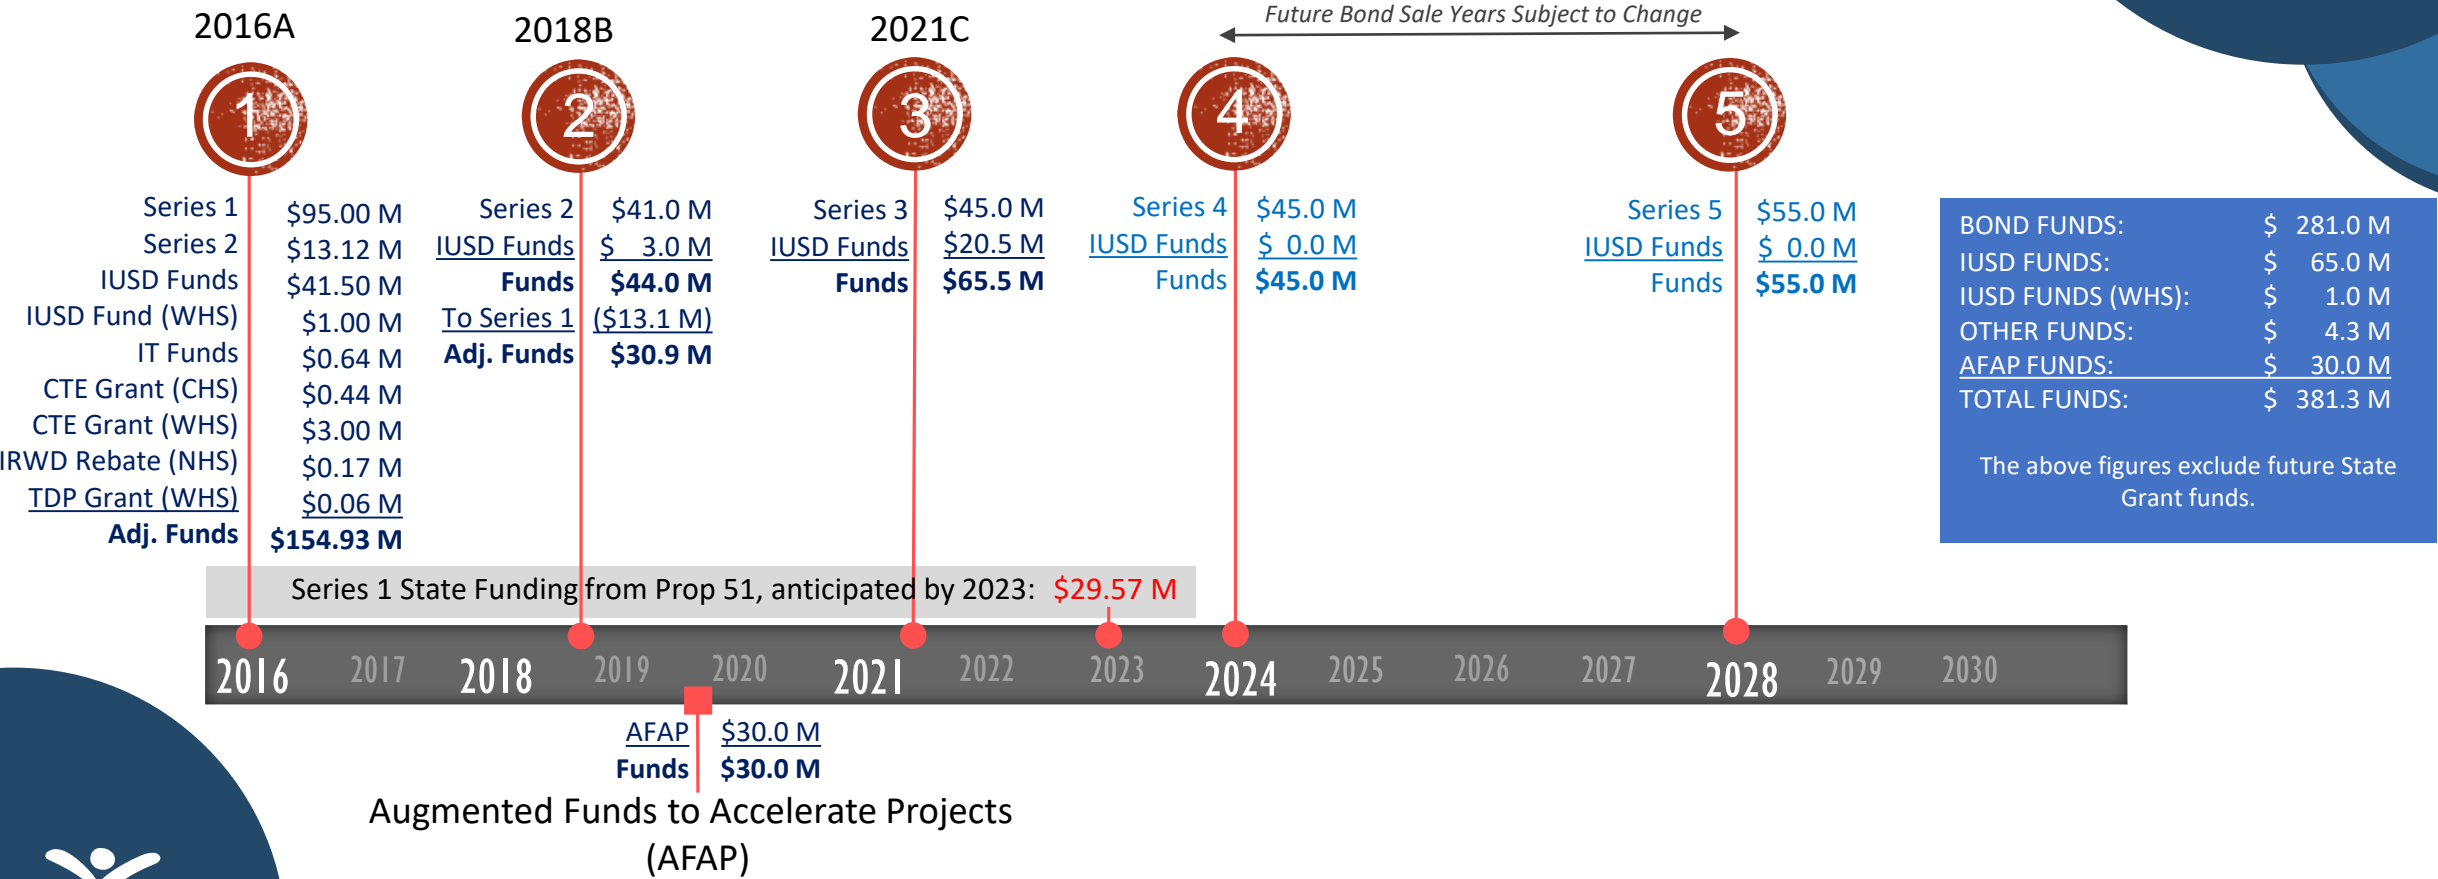 Future Bond Sale Years Subject to Change
2016A
2018B
2021C
1
2
3
4
5
Series 1 $95.00 M
Series 2 $13.12 M
IUSD Funds $41.50 M
IUSD Fund (WHS) $1.00 M
IT Funds $0.64 M
CTE Grant (CHS) $0.44 M
CTE Grant (WHS) $3.00 M
IRWD Rebate (NHS) $0.17 M
TDP Grant (WHS) $0.06 M
Adj. Funds $154.93 M
Series 2 $41.0 M
IUSD Funds $ 3.0 M
Funds $44.0 M
To Series 1 ($13.1 M)
Adj. Funds $30.9 M
Series 3 $45.0 M
IUSD Funds $20.5 M
Funds $65.5 M
Series 4 $45.0 M
IUSD Funds $ 0.0 M
Funds $45.0 M
Series 5 $55.0 M
IUSD Funds $ 0.0 M
Funds $55.0 M
BOND FUNDS: $ 281.0 M
IUSD FUNDS: $ 65.0 M
IUSD FUNDS (WHS): $ 1.0 M
OTHER FUNDS: $ 4.3 M
AFAP FUNDS: $ 30.0 M
TOTAL FUNDS: $ 381.3 M
The above figures exclude future State
Grant funds.
Series 1 State Funding from Prop 51, anticipated by 2023: $29.57 M
2016 2017 2018 2019 2020 2021 2022 2023 2024 2025 2026 2027 2028 2029 2030
AFAP $30.0 M
Funds $30.0 M
Augmented Funds to Accelerate Projects
(AFAP)